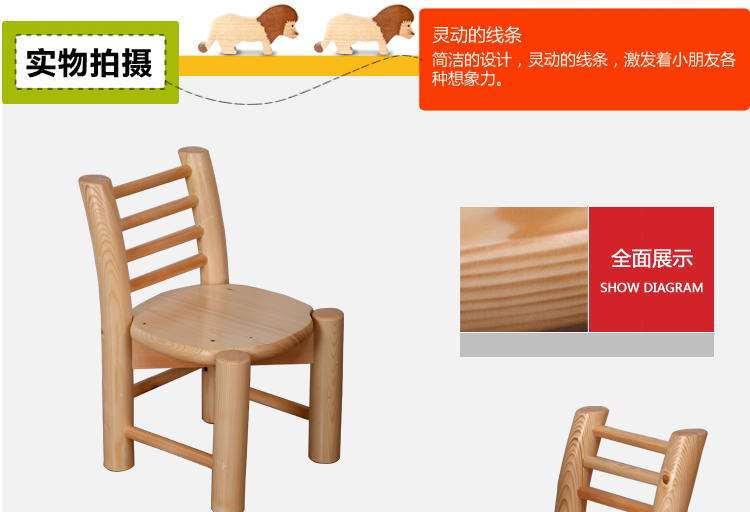 实物拍摄
灵动的线条
简洁的设计，灵动的线条，激发着小朋友各
种想象力。
全面展示
SHOW DIAGRAM